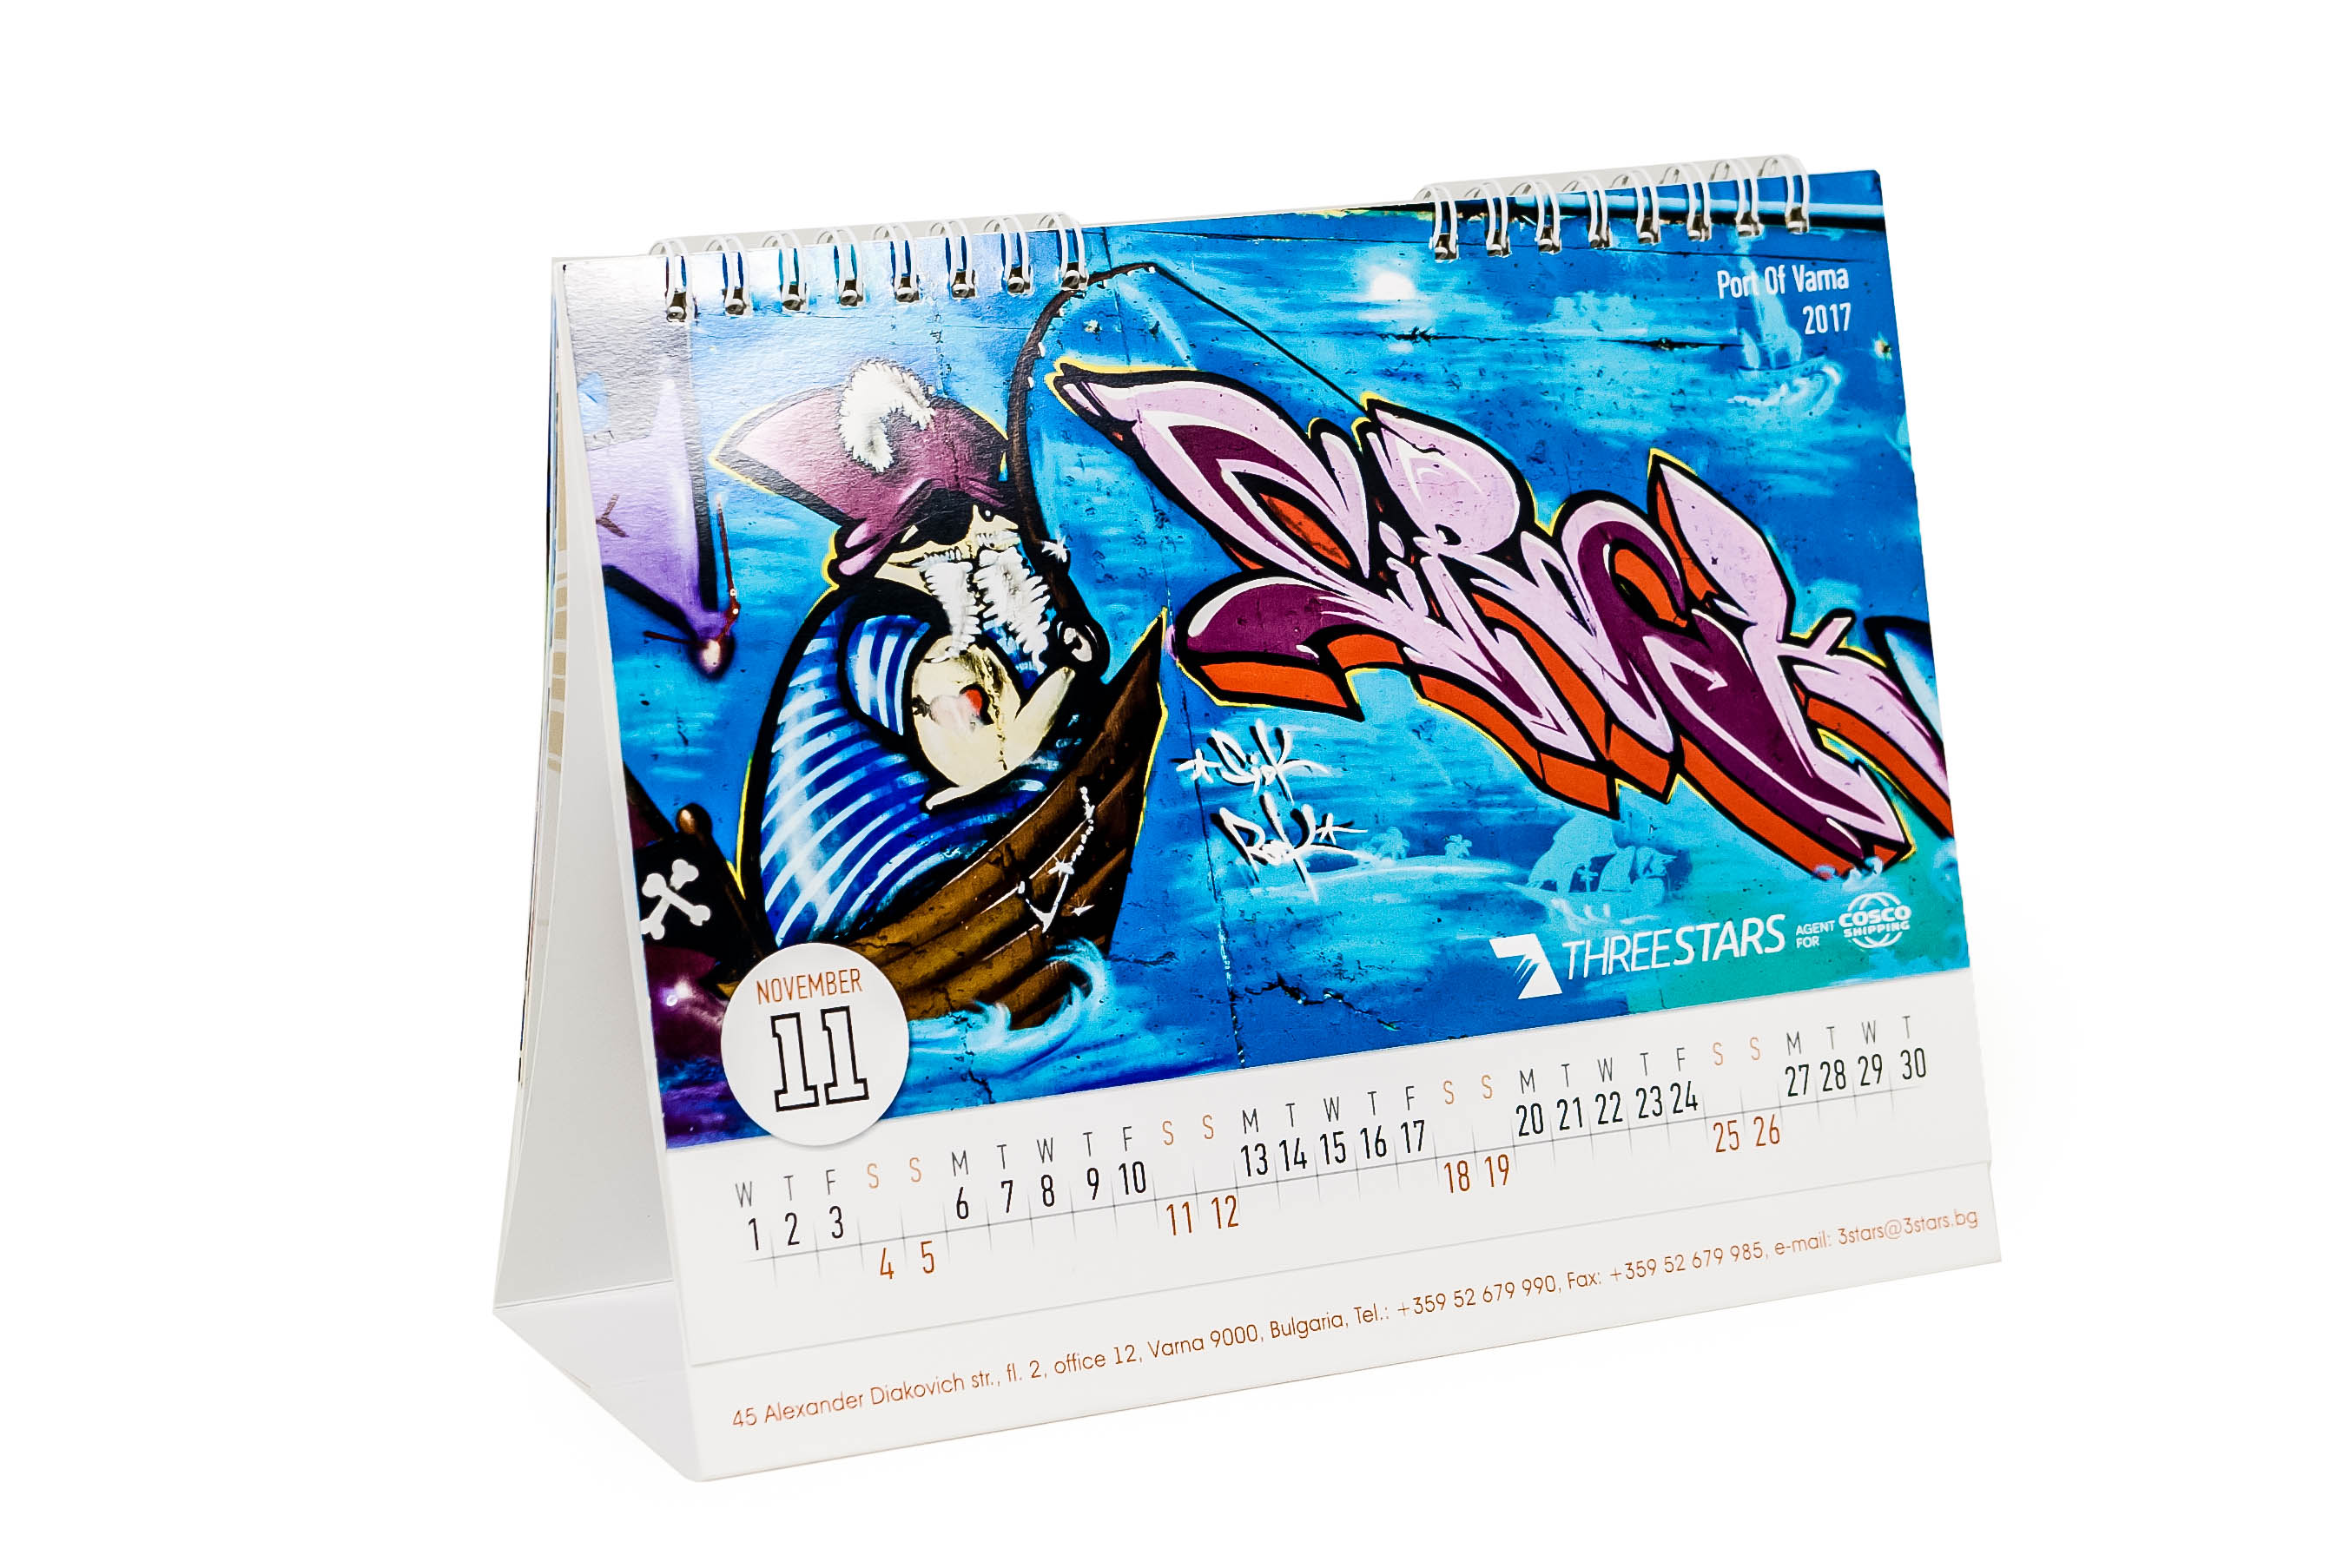 Port Of Varna
2017
THREESTARS AGENT FOR COSCO SHIPPING
NOVEMBER
11
W T F S S M T W T F S S M T W T F S S M T W T F S S M T W T
1 2 3 4 5 6 7 8 9 10 11 12 13 14 15 16 17 18 19 20 21 22 23 24 25 26 27 28 29 30
45 Alexander Diakovich str., fl. 2, office 12, Varna 9000, Bulgaria, Tel.: +359 52 679 990, Fax: +359 52 679 985, e-mail: 3stars@3stars.bg